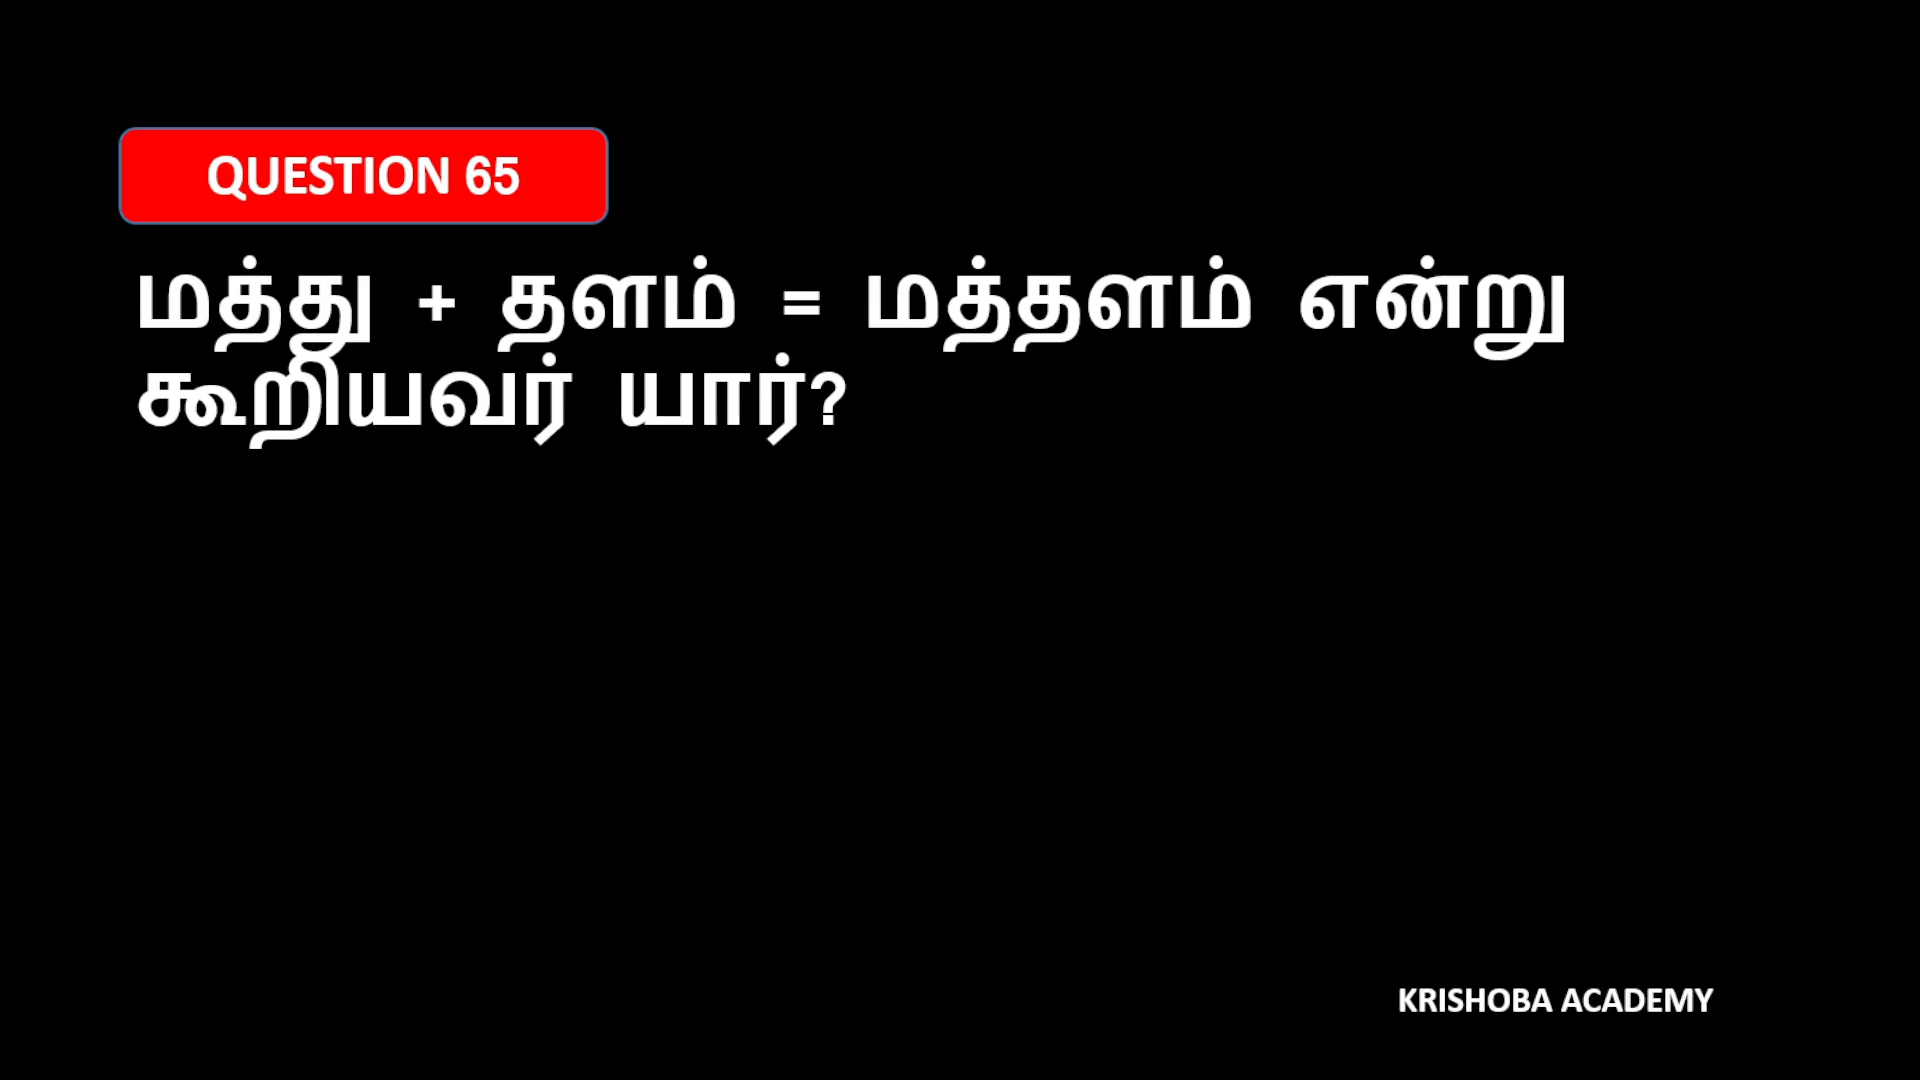 QUESTION 65
மத்து + தளம் = மத்தளம் என்று
கூறியவர் யார்?
KRISHOBA ACADEMY